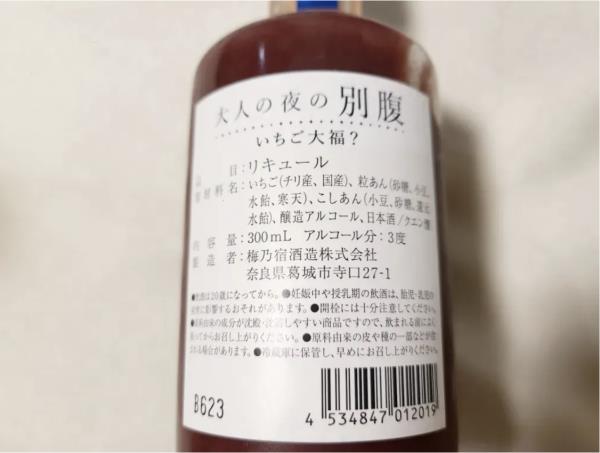 大人の夜の別腹
いちご大福?
目:リキュール
材料名:いちご(チリ産、国産)、粒あん(砂糖、小豆、
水飴、寒天)、こしあん(小豆、砂糖、還元
水飴)、醸造アルコール、日本酒/クエン酸
内容量:300mL アルコール分:3度
製造者:梅乃宿酒造株式会社
奈良県葛城市寺口27-1
●飲酒は20歳になってから。●妊娠中や授乳期の飲酒は、胎児・乳児の
発育に影響するおそれがあります。●開栓には十分注意してください。
●原料由来の成分が沈殿・分離しやすい商品ですので、飲まれる前によく
振ってからお召し上がりください。●原料由来の皮や種の一部などが
される場合があります。●冷蔵庫に保管し、早めにお召し上がりください。
B623
4 534847 012019